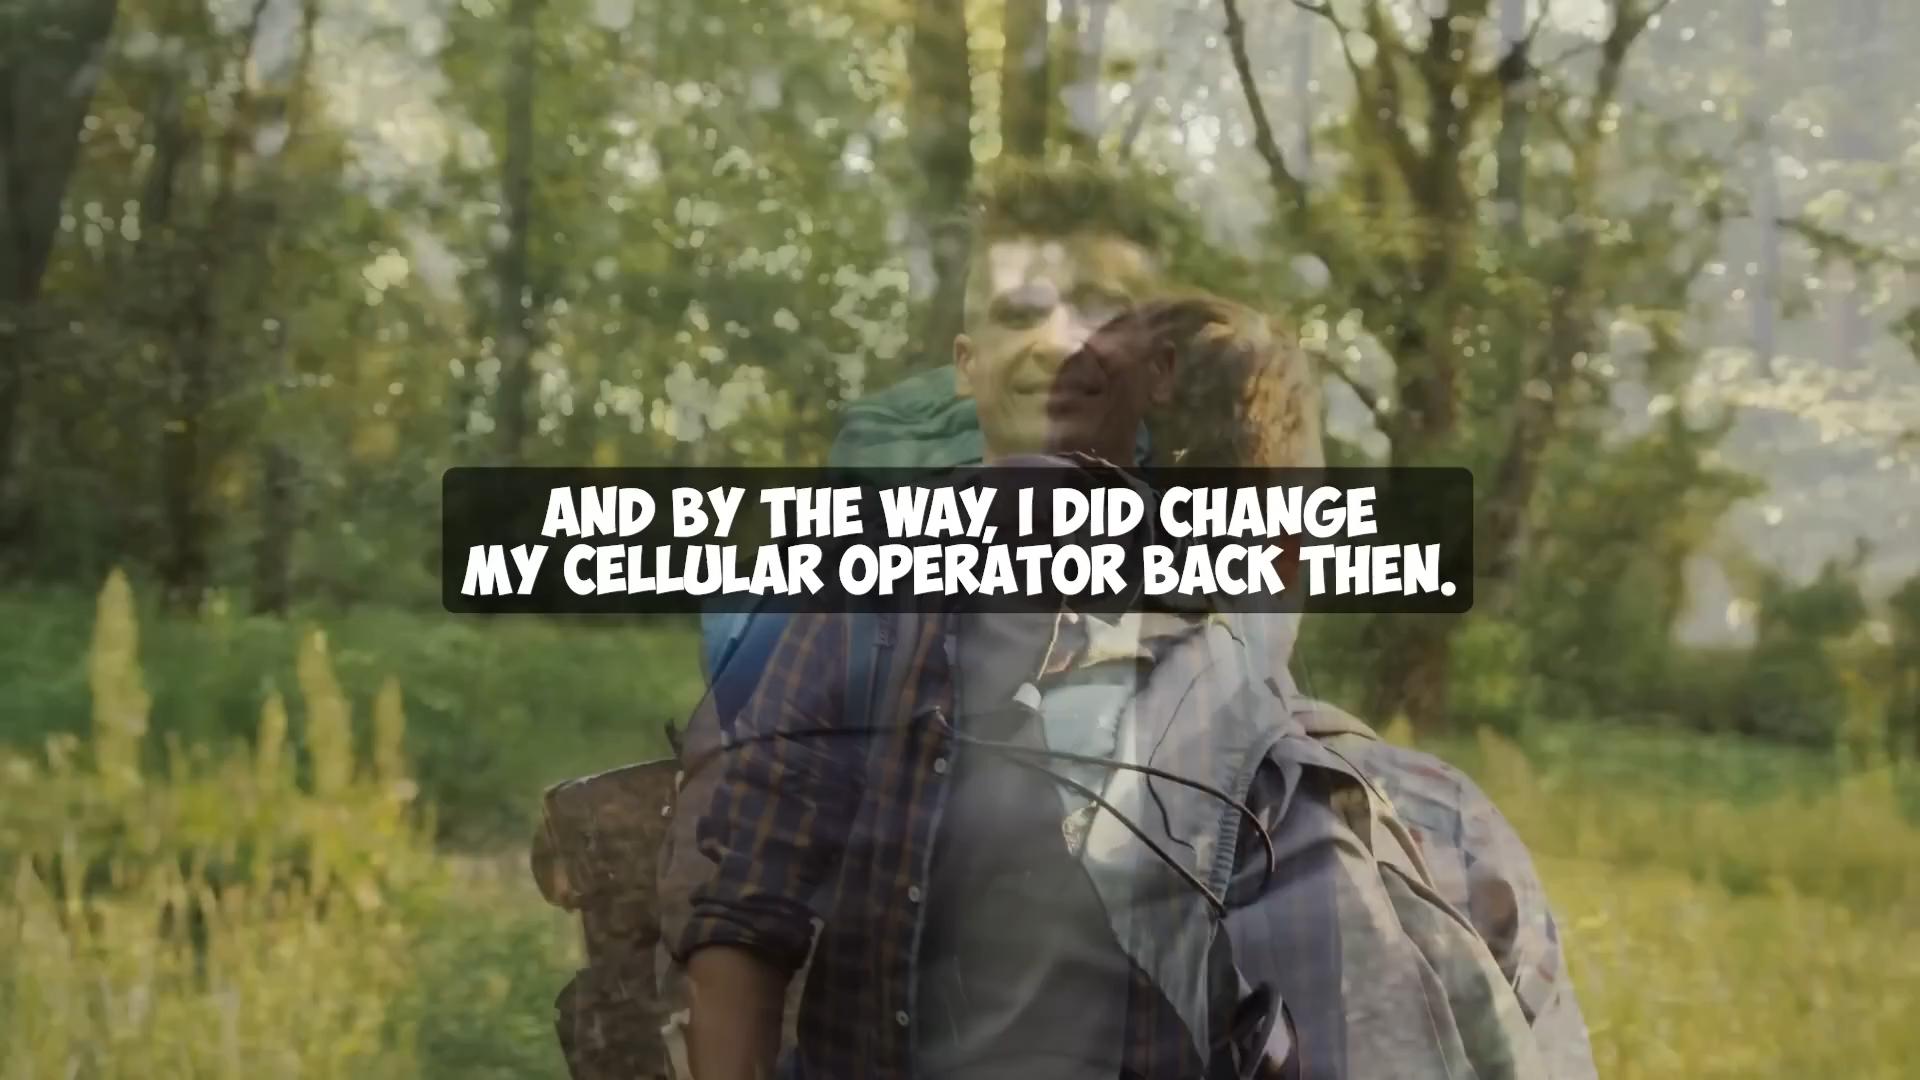 AND BY THE WAY, I DID CHANGE
MY CELLULAR OPERATOR BACK THEN.